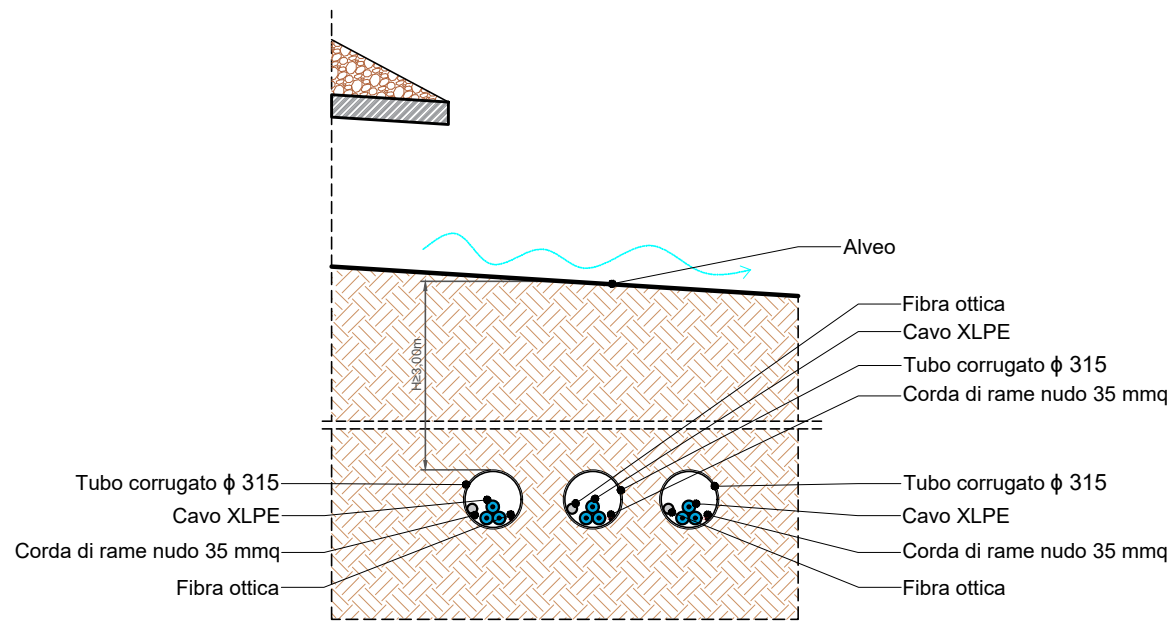 Alveo
Fibra ottica
Cavo XLPE
Tubo corrugato ϕ 315
Corda di rame nudo 35 mmq
H≥3,00m
Tubo corrugato ϕ 315
Cavo XLPE
Corda di rame nudo 35 mmq
Fibra ottica
Tubo corrugato ϕ 315
Cavo XLPE
Corda di rame nudo 35 mmq
Fibra ottica